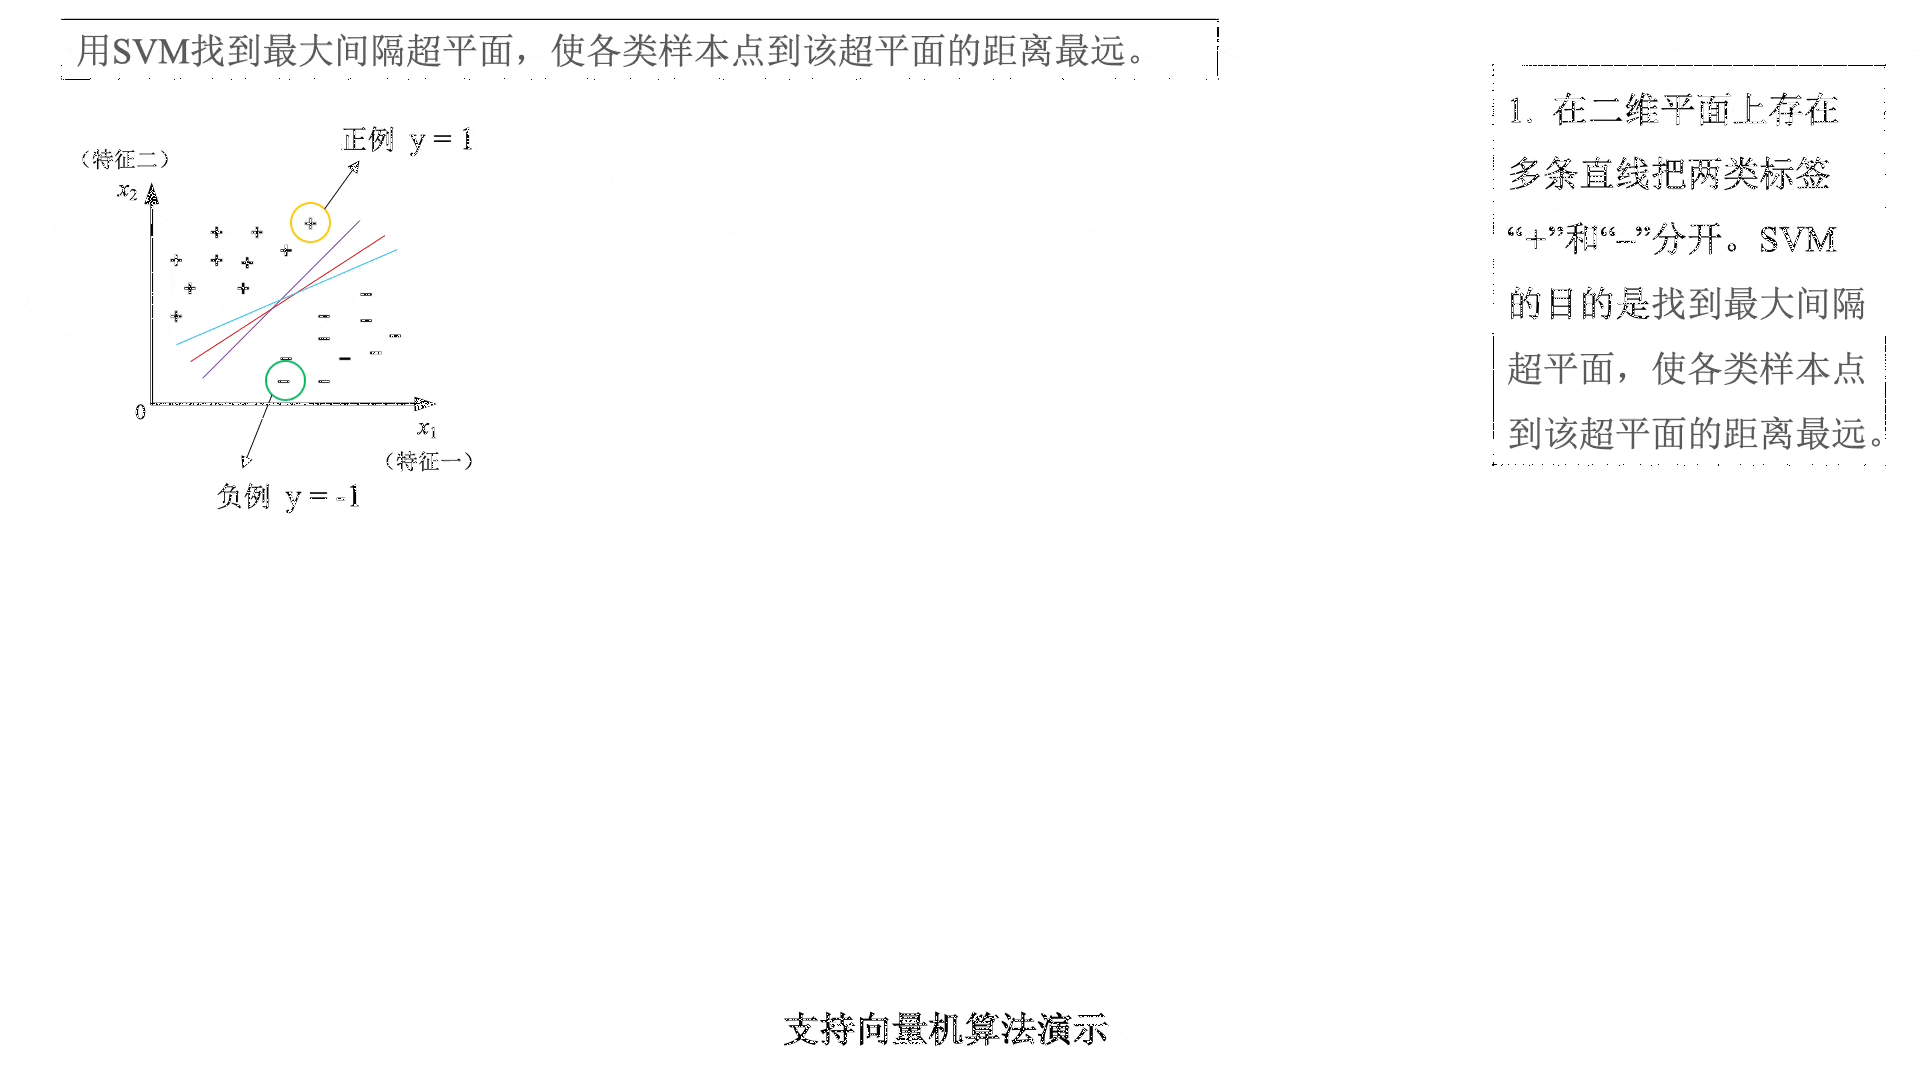 用SVM找到最大间隔超平面，使各类样本点到该超平面的距离最远。
正例 y = 1
（特征二）
x2
0
x1
（特征一）
负例 y = -1
1. 在二维平面上存在
多条直线把两类标签
“+”和“–”分开。SVM
的目的是找到最大间隔
超平面，使各类样本点
到该超平面的距离最远。
支持向量机算法演示